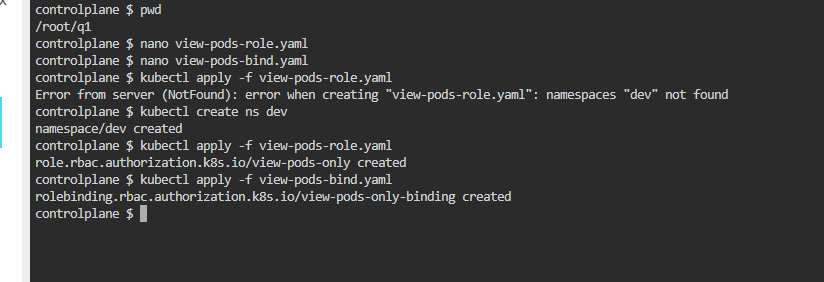 controlplane $ pwd
/root/q1
controlplane $ nano view-pods-role.yaml
controlplane $ nano view-pods-bind.yaml
controlplane $ kubectl apply -f view-pods-role.yaml
Error from server (NotFound): error when creating "view-pods-role.yaml": namespaces "dev" not found
controlplane $ kubectl create ns dev
namespace/dev created
controlplane $ kubectl apply -f view-pods-role.yaml
role.rbac.authorization.k8s.io/view-pods-only created
controlplane $ kubectl apply -f view-pods-bind.yaml
rolebinding.rbac.authorization.k8s.io/view-pods-only-binding created
controlplane $